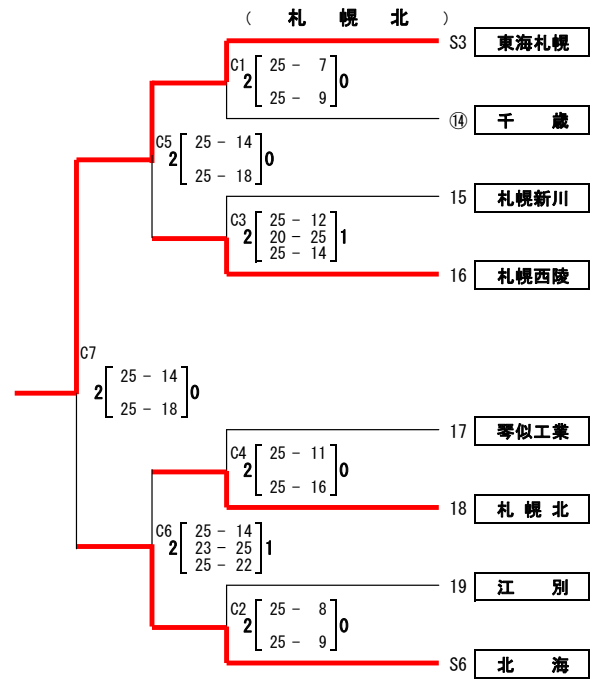 （　札　幌　北　）
S3 東海札幌
C1
2 25 － 7 0
25 － 9
⑭ 千　歳
C5
2 25 － 14 0
25 － 18
15 札幌新川
C3
25 － 12
2 20 － 25 1
25 － 14
16 札幌西陵
C7
2 25 － 14 0
25 － 18
17 琴似工業
C4
2 25 － 11 0
25 － 16
18 札幌北
C6
25 － 14
2 23 － 25 1
25 － 22
19 江　別
C2
2 25 － 8 0
25 － 9
S6 北　海